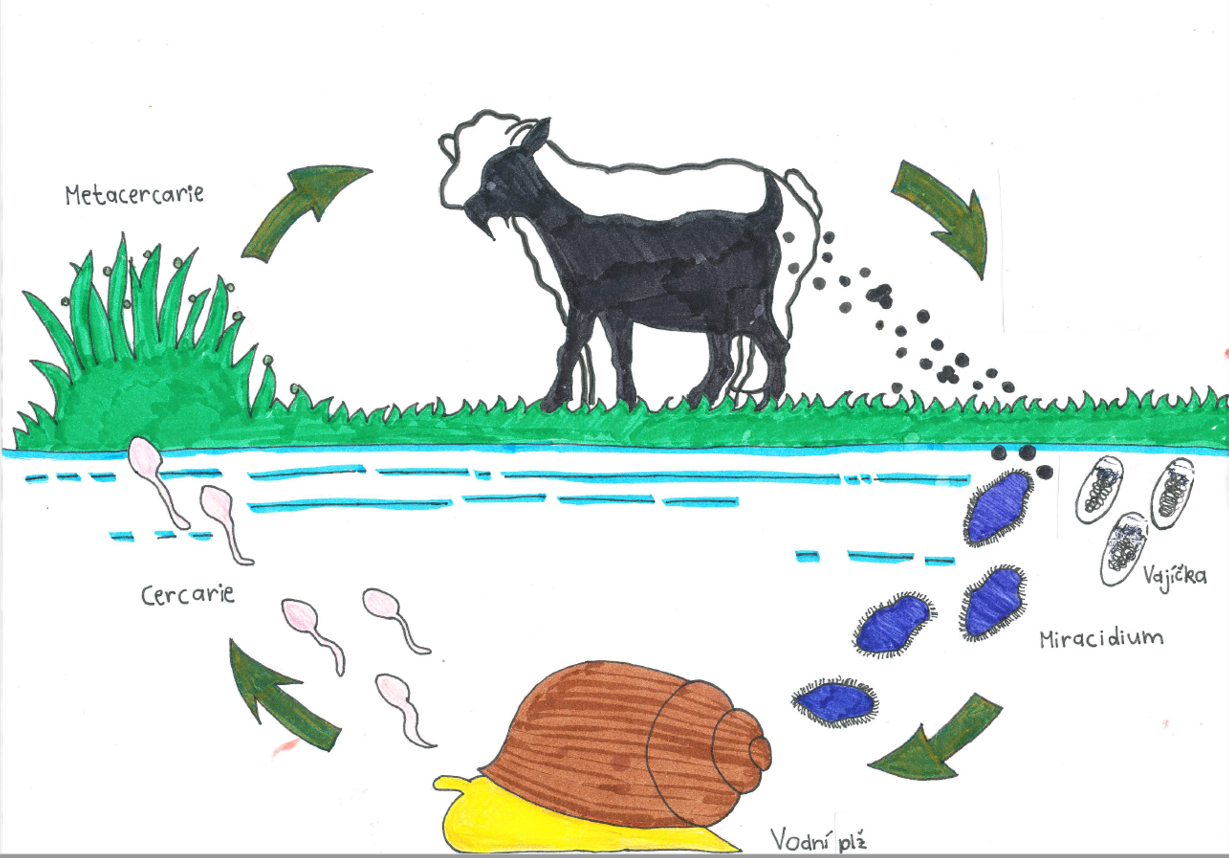 Metacercarie
Cercarie
Vajíčka
Miracidium
Vodní plž